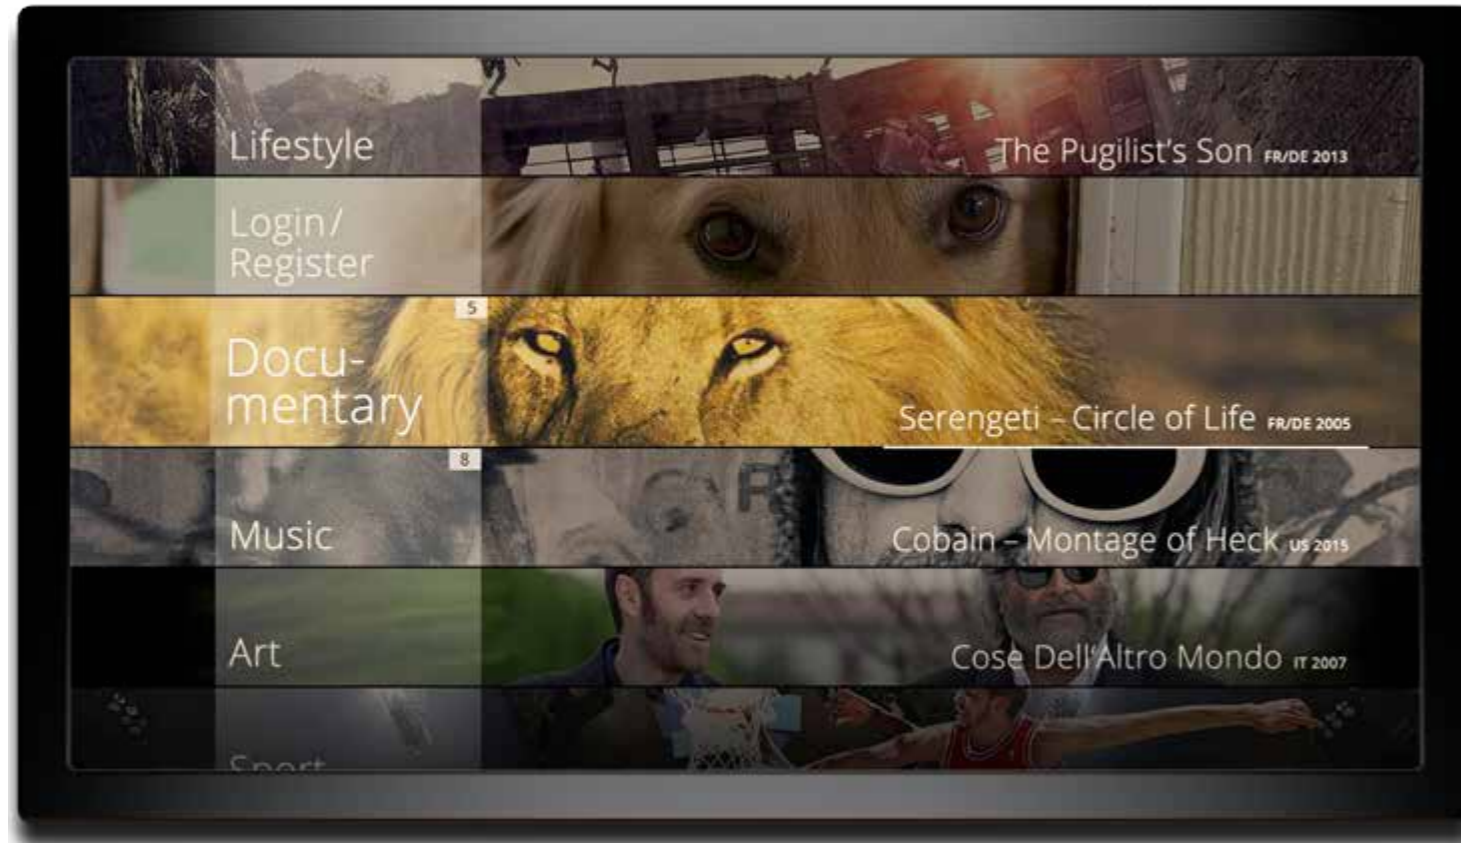 Lifestyle
The Pugilist's Son FR/DE 2013
Login/
Register
5
Docu-
mentary
Serengeti – Circle of Life FR/DE 2005
8
Music
Cobain – Montage of Heck US 2015
Art
Cose Dell'Altro Mondo IT 2007
Sport